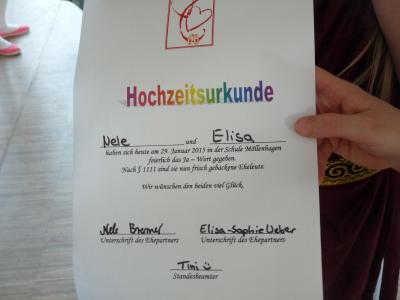 Hochzeitsurkunde
Nele und Elisa
haben sich heute am 29. Januar 2015 in der Schule Möllenhagen
feierlich das Ja – Wort gegeben.
Nach § 1111 sind sie nun frisch gebackene Eheleute.
Wir wünschen den beiden viel Glück.
Nele Bremer Elisa-Sophie Ueber
Unterschrift des Ehepartners Unterschrift des Ehepartners
Tini
Standesbeamter